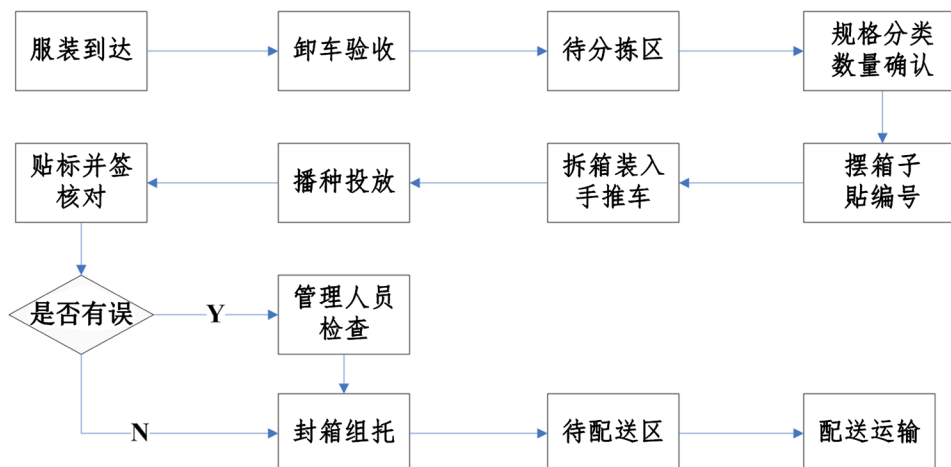 服装到达
卸车验收
待分拣区
规格分类
数量确认
贴标并签
核对
播种投放
拆箱装入
手推车
摆箱子
貼编号
是否有误
Y
管理人员
检查
N
封箱组托
待配送区
配送运输